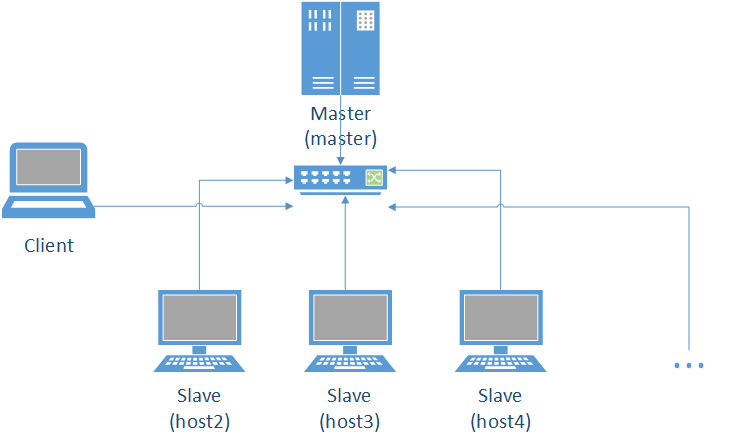 Master
(master)
Client
Slave
(host2)
Slave
(host3)
Slave
(host4)
...